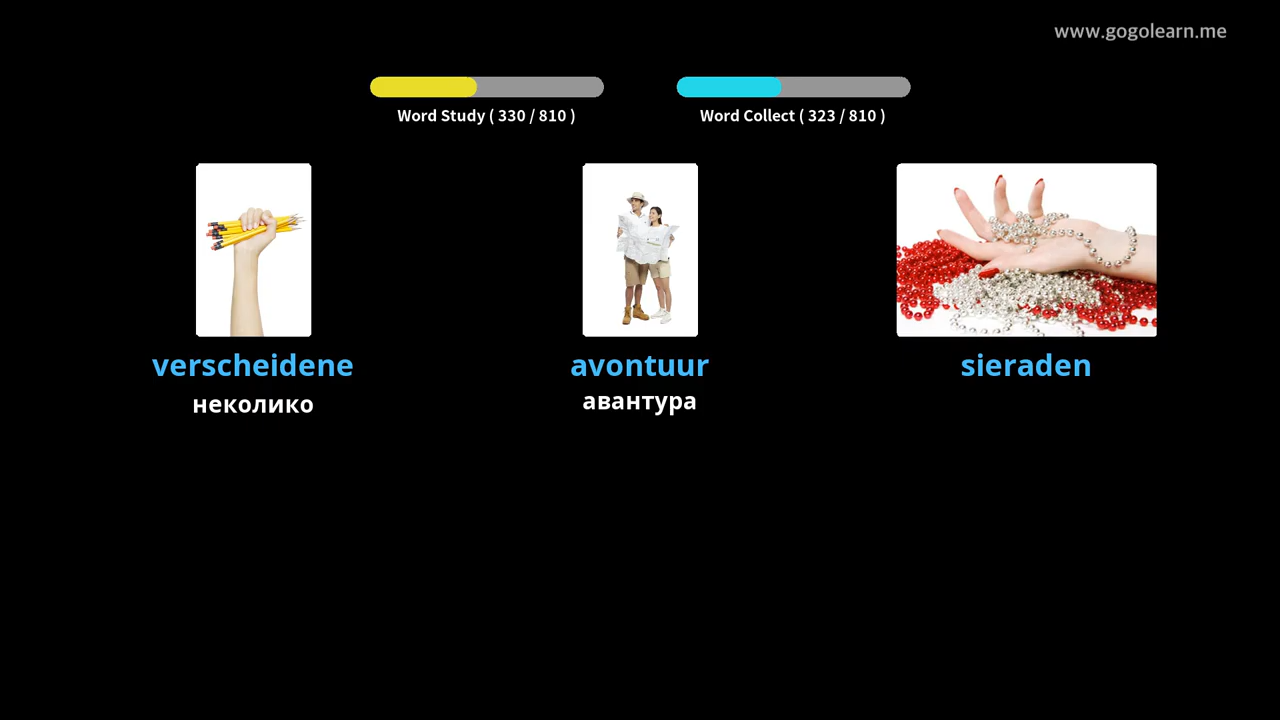 www.gogolearn.me
Word Study ( 330 / 810 )
Word Collect ( 323 / 810 )
verscheidene
неколико
avontuur
авантура
sieraden